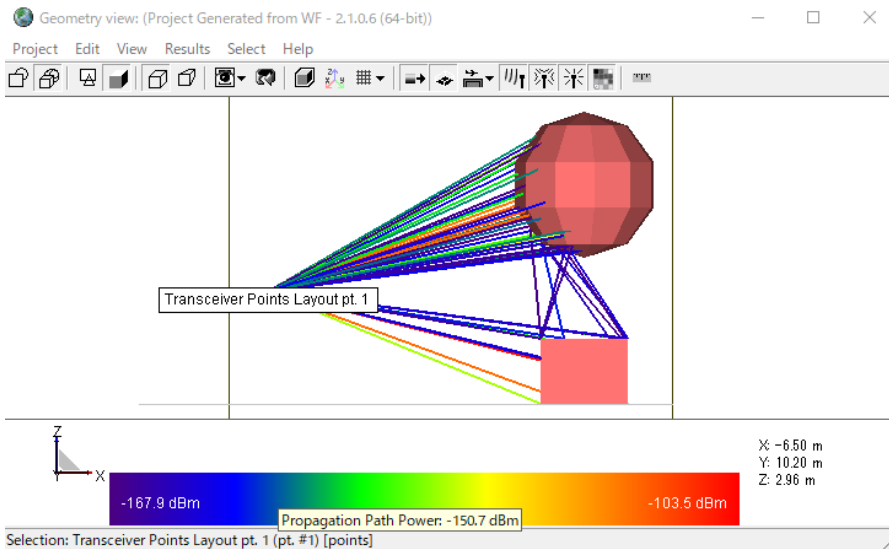 Geometry view: (Project Generated from WF - 2.1.0.6 (64-bit))
Project Edit View Results Select Help
Transceiver Points Layout pt. 1
Z
X
Y
X: -6.50 m
Y: 10.20 m
Z: 2.96 m
-167.9 dBm
-103.5 dBm
Propagation Path Power: -150.7 dBm
Selection: Transceiver Points Layout pt. 1 (pt. #1) [points]